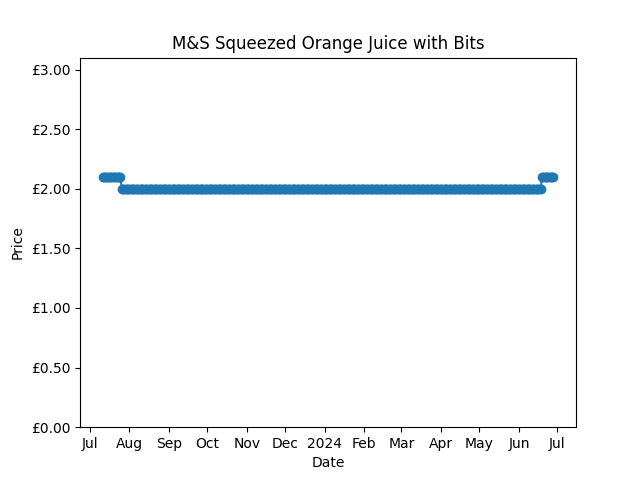 M&S Squeezed Orange Juice with Bits
£3.00
£2.50
£2.00
£1.50
£1.00
£0.50
£0.00
Price
Jul Aug Sep Oct Nov Dec 2024 Feb Mar Apr May Jun Jul
Date